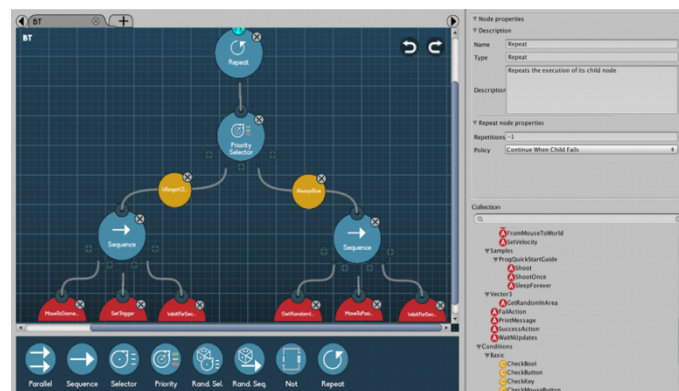 BT
BT
Repeat
Priority
Selector
IsTargetCl...
AlwaysTrue
Sequence
Sequence
MoveToGame...
SetTrigger
WaitForSec...
GetRandomI...
MoveToPosi...
WaitForSec...
Parallel
Sequence
Selector
Priority
Rand. Sel.
Rand. Seq.
Not
Repeat
Node properties
Description
Name Repeat
Type Repeat
Description Repeats the execution of its child node
Repeat node properties
Repetitions -1
Policy Continue When Child Fails
Collection
FromMouseToWorld
SetVelocity
Samples
ProgQuickStartGuide
Shoot
ShootOnce
SleepForever
Vector3
GetRandomInArea
FailAction
PrintMessage
SuccessAction
WaitNUpdates
Conditions
Basic
CheckBool
CheckButton
CheckKey
CheckMouseButton